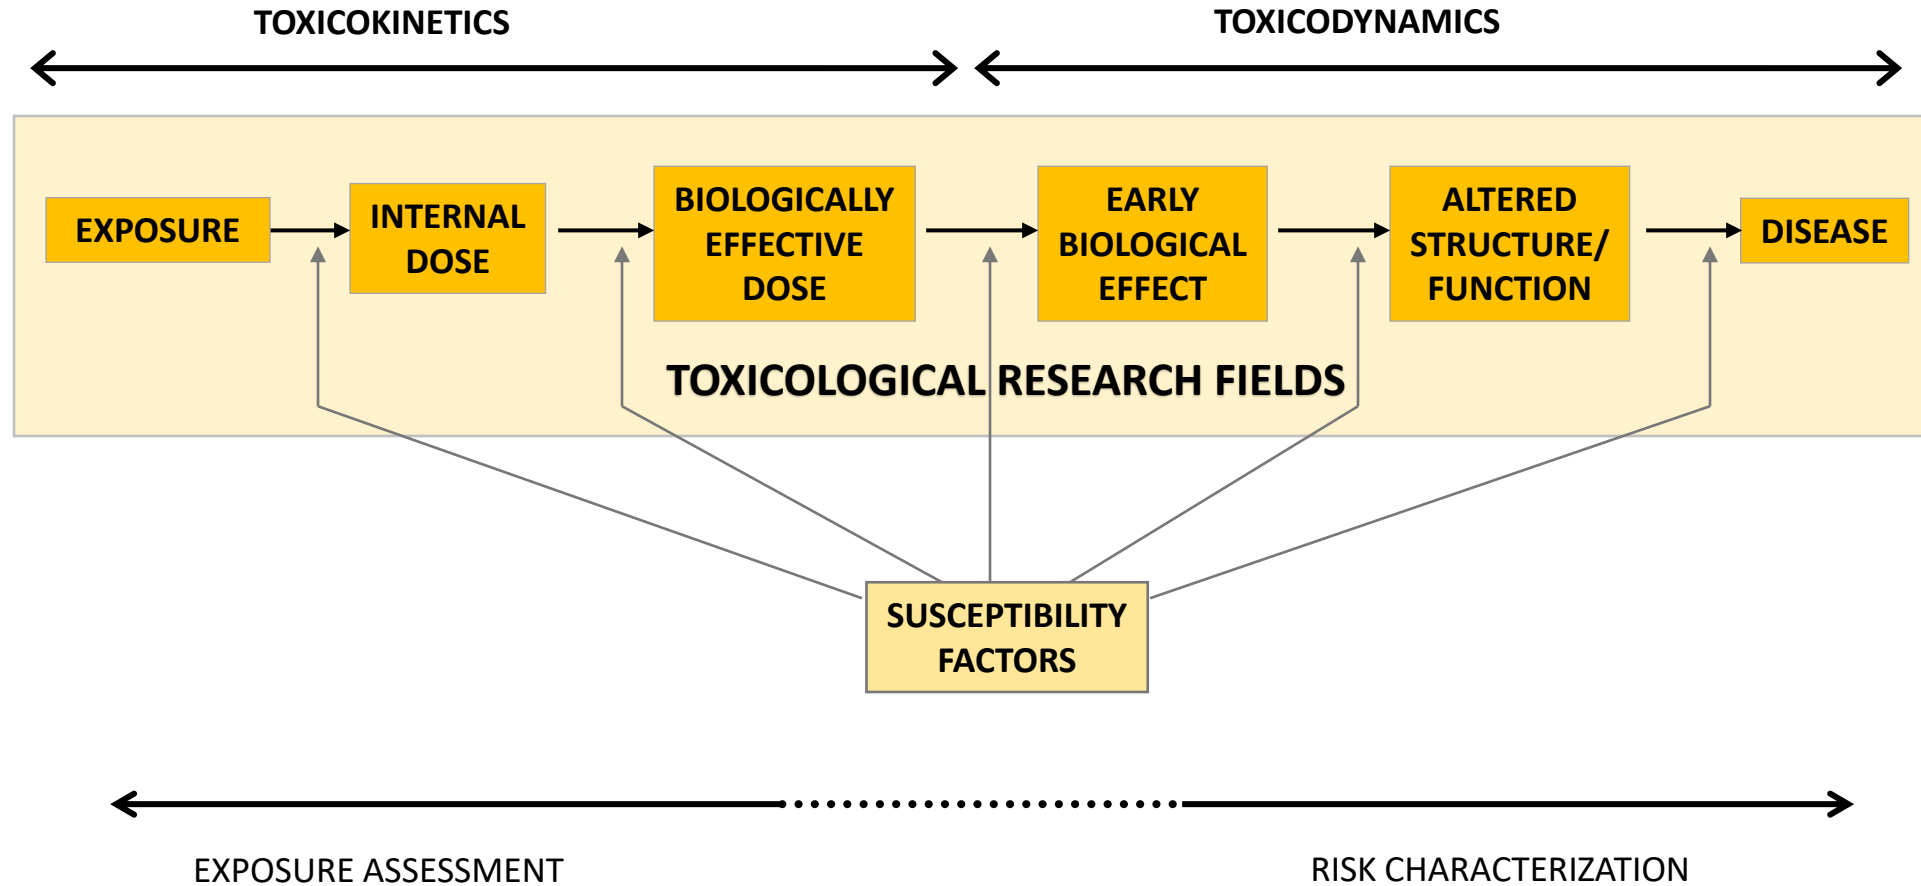 TOXICOKINETICS
TOXICODYNAMICS
EXPOSURE
INTERNAL
DOSE
BIOLOGICALLY
EFFECTIVE
DOSE
EARLY
BIOLOGICAL
EFFECT
ALTERED
STRUCTURE/
FUNCTION
DISEASE
TOXICOLOGICAL RESEARCH FIELDS
SUSCEPTIBILITY
FACTORS
EXPOSURE ASSESSMENT
RISK CHARACTERIZATION